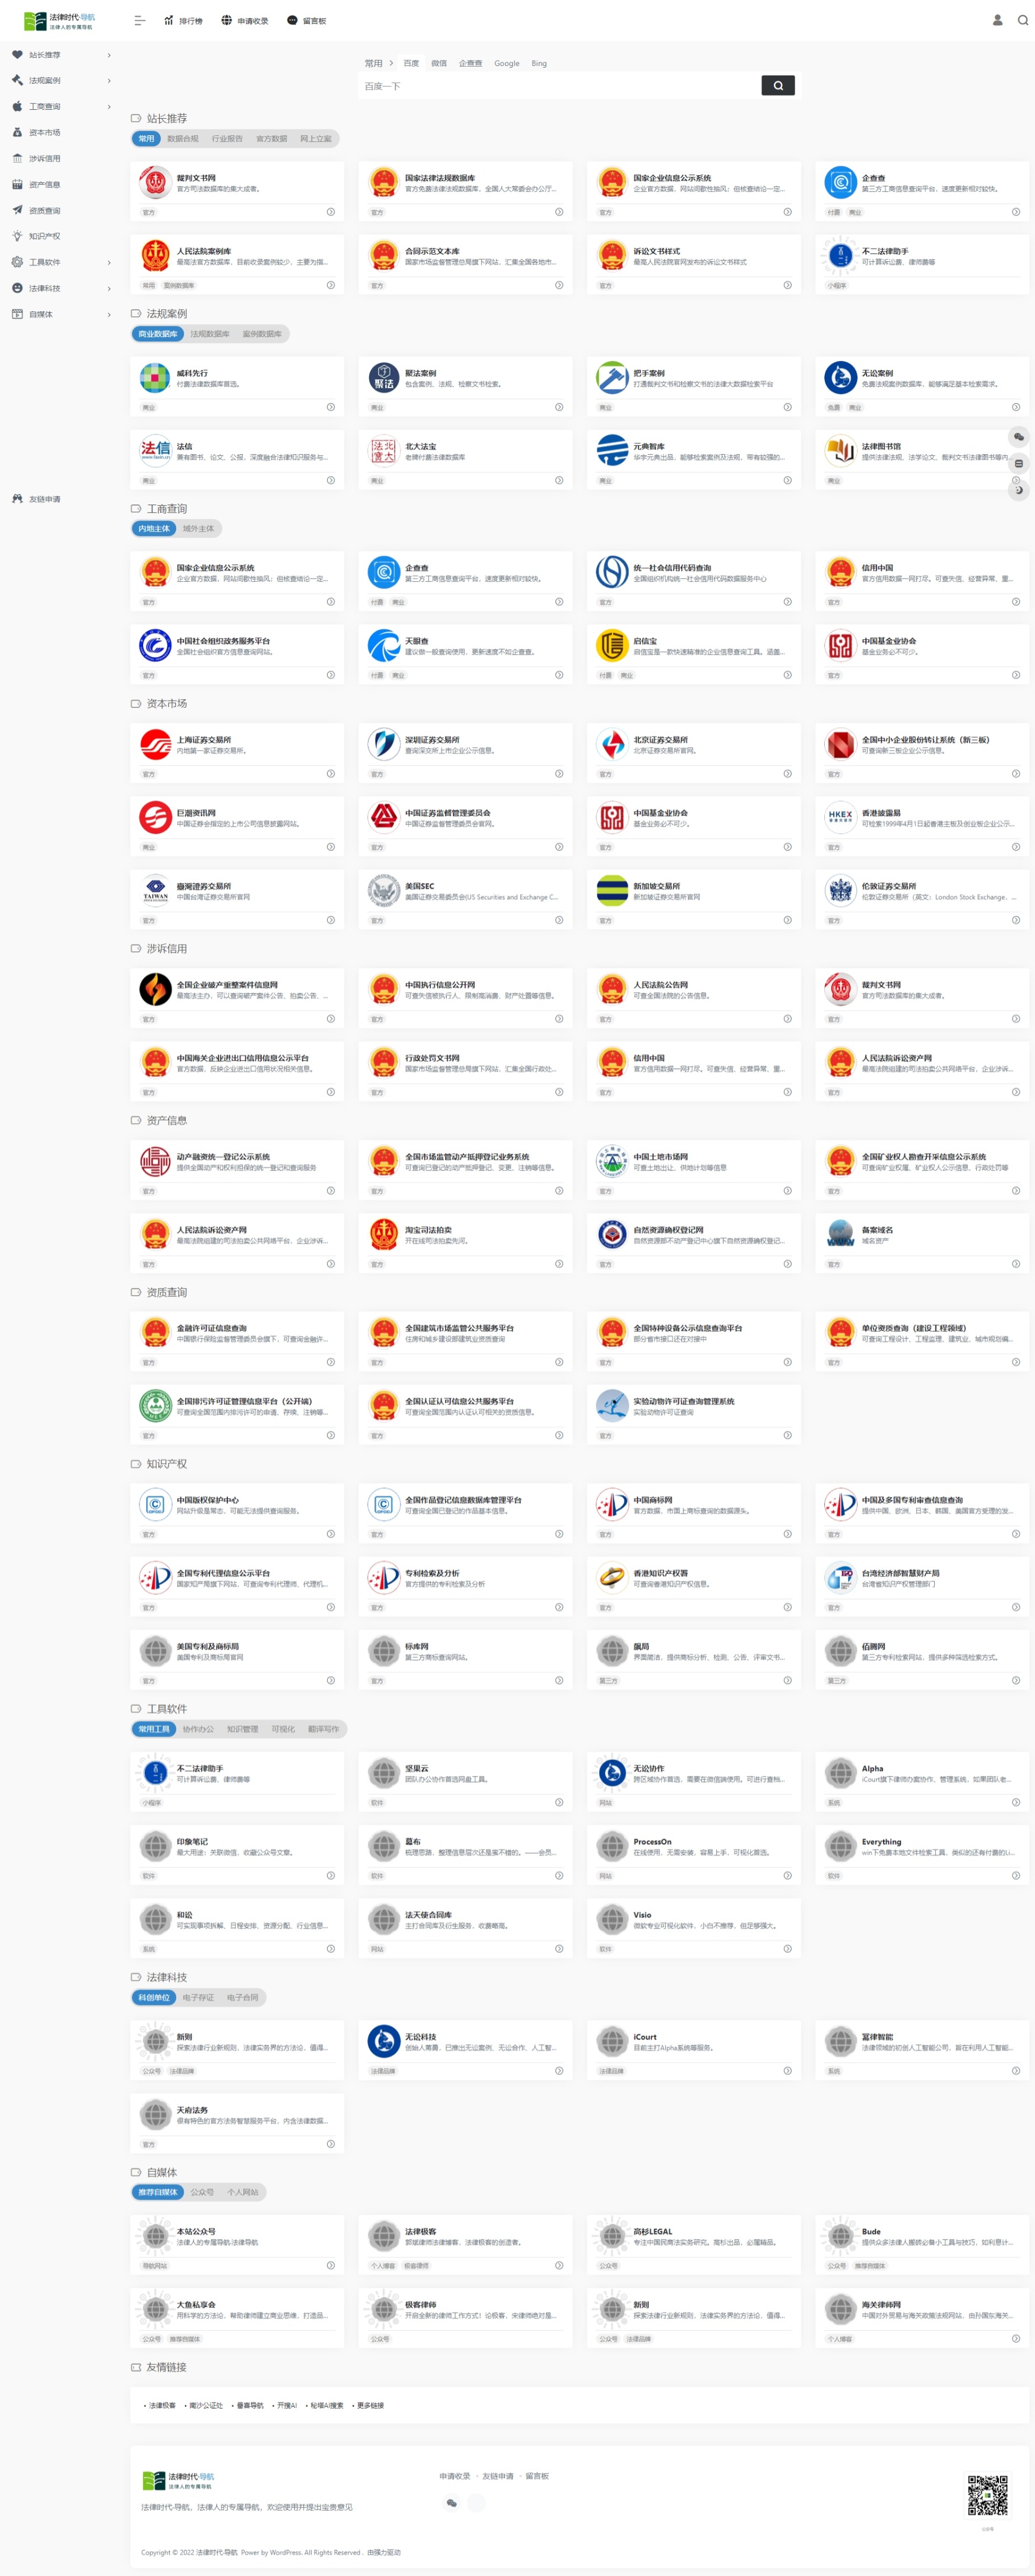 法律时代·导航
法律人的专属导航
排行榜 申请收录 留言板
站长推荐
法规案例
工商查询
资本市场
涉诉信用
资产信息
资质查询
知识产权
工具软件
法律科技
自媒体
友链申请
常用 百度 微信 企查查 Google Bing
百度一下
站长推荐
常用 数据合规 行业报告 官方数据 网上立案
裁判文书网
官方司法数据库的集大成者。
官方
国家法律法规数据库
官方免费法律法规数据库，全国人大常委会办公厅...
官方
国家企业信息公示系统
企业官方数据，网站间歇性抽风；但核查结论一定...
官方
企查查
第三方工商信息查询平台，速度更新相对较快。
付费 商业
人民法院案例库
最高法官方数据库，目前收录案例较少，主要为指...
常用 案例数据库
合同示范文本库
国家市场监督管理总局旗下网站，汇集全国各地市...
官方
诉讼文书样式
最高人民法院官网发布的诉讼文书样式
官方
不二法律助手
可计算诉讼费、律师费等
小程序
法规案例
商业数据库 法规数据库 案例数据库
威科先行
付费法律数据库首选。
商业
聚法案例
包含案例、法规、检察文书检索。
商业
把手案例
打通裁判文书和检察文书的法律大数据检索平台
商业
无讼案例
免费法规案例数据库，能够满足基本检索需求。
免费 商业
法信
兼有图书、论文、公报，深度融合法律知识服务与...
商业
北大法宝
老牌付费法律数据库
商业
元典智库
华宇元典出品，能够检索案例及法规，带有较强的...
商业
法律图书馆
提供法律法规、法学论文、裁判文书法律图书等内...
商业
工商查询
内地主体 域外主体
国家企业信息公示系统
企业官方数据，网站间歇性抽风；但核查结论一定...
官方
企查查
第三方工商信息查询平台，速度更新相对较快。
付费 商业
统一社会信用代码查询
全国组织机构统一社会信用代码数据服务中心
官方
信用中国
官方信用数据一网打尽。可查失信、经营异常、重...
官方
中国社会组织政务服务平台
全国社会组织官方信息查询网站。
官方
天眼查
建议做一般查询使用，更新速度不如企查查。
付费 商业
启信宝
启信宝是一款快速精准的企业信息查询工具。涵盖...
付费 商业
中国基金业协会
基金业务必不可少。
官方
资本市场
上海证券交易所
内地第一家证券交易所。
官方
深圳证券交易所
查询深交所上市企业公示信息。
官方
北京证券交易所
北京证券交易所官网。
官方
全国中小企业股份转让系统（新三板）
可查询新三板企业公示信息。
官方
巨潮资讯网
中国证券会指定的上市公司信息披露网站。
商业
中国证券监督管理委员会
中国证券监督管理委员会官网。
官方
中国基金业协会
基金业务必不可少。
官方
香港披露易
可检索1999年4月1日起香港主板及创业板企业公示...
官方
臺灣證券交易所
中国台湾证券交易所官网
官方
美国SEC
美国证券交易委员会(US Securities and Exchange C...
官方
新加坡交易所
新加坡证券交易所官网
官方
伦敦证券交易所
伦敦证券交易所（英文：London Stock Exchange，...
官方
涉诉信用
全国企业破产重整案件信息网
最高法主办，可以查询破产案件公告、拍卖公告、...
官方
中国执行信息公开网
可查失信被执行人、限制高消费、财产处置等信息。
官方
人民法院公告网
可查全国法院的公告信息。
官方
裁判文书网
官方司法数据库的集大成者。
官方
中国海关企业进出口信用信息公示平台
官方数据，反映企业进出口信用状况相关信息。
官方
行政处罚文书网
国家市场监督管理总局旗下网站，汇集全国行政处...
官方
信用中国
官方信用数据一网打尽。可查失信、经营异常、重...
官方
人民法院诉讼资产网
最高法院组建的司法拍卖公共网络平台，企业涉诉...
官方
资产信息
动产融资统一登记公示系统
提供全国动产和权利担保的统一登记和查询服务
官方
全国市场监管动产抵押登记业务系统
可查询已登记的动产抵押登记、变更、注销等信息。
官方
中国土地市场网
可查土地出让、供地计划等信息
官方
全国矿业权人勘查开采信息公示系统
可查询矿业权属、矿业权人公示信息、行政处罚等
官方
人民法院诉讼资产网
最高法院组建的司法拍卖公共网络平台，企业涉诉...
官方
淘宝司法拍卖
开在线司法拍卖先河。
官方
自然资源确权登记网
自然资源部不动产登记中心旗下自然资源确权登记...
官方
备案域名
域名资产
官方
资质查询
金融许可证信息查询
中国银行保险监督管理委员会旗下，可查询金融许...
官方
全国建筑市场监管公共服务平台
住房和城乡建设部建筑业资质查询
官方
全国特种设备公示信息查询平台
部分省市接口还在对接中
官方
单位资质查询（建设工程领域）
可查询工程设计、工程监理、建筑业、城市规划编...
官方
全国排污许可证管理信息平台（公开端）
可查询全国范围内排污许可的申请、存续、注销等...
官方
全国认证认可信息公共服务平台
可查询全国范围内认证认可相关的资质信息。
官方
实验动物许可证查询管理系统
实验动物许可证查询
官方
知识产权
中国版权保护中心
网站升级是常态，可能无法提供查询服务。
官方
全国作品登记信息数据库管理平台
可查询全国已登记的作品基本信息。
官方
中国商标网
官方数据，市面上商标查询的数据源头。
官方
中国及多国专利审查信息查询
提供中国、欧洲、日本、韩国、美国官方受理的发...
官方
全国专利代理信息公示平台
国家知产局旗下网站，可查询专利代理师、代理机...
官方
专利检索及分析
官方提供的专利检索及分析
官方
香港知识产权署
可查询香港知识产权信息。
官方
台湾经济部智慧财产局
台湾省知识产权管理部门
官方
美国专利及商标局
美国专利及商标局官网
官方
标库网
第三方商标查询网站。
官方
飙局
界面简洁，提供商标分析、检测、公告、评审文书...
第三方
佰腾网
第三方专利检索网站，提供多种筛选检索方式。
第三方
工具软件
常用工具 协作办公 知识管理 可视化 翻译写作
不二法律助手
可计算诉讼费、律师费等
小程序
坚果云
团队办公协作首选网盘工具。
软件
无讼协作
跨区域协作首选，需要在微信端使用。可进行查档...
网站
Alpha
iCourt旗下律师办案协作、管理系统，如果团队老...
系统
印象笔记
最大用途：关联微信，收藏公众号文章。
软件
幕布
梳理思路，整理信息层次还是蛮不错的。——会员...
软件
ProcessOn
在线使用，无需安装，容易上手，可视化首选。
网站
Everything
win下免费本地文件检索工具，类似的还有付费的Li...
软件
和讼
可实现事项拆解、日程安排、资源分配、行业信息...
系统
法天使合同库
主打合同库及衍生服务，收费略高。
网站
Visio
微软专业可视化软件，小白不推荐，但足够强大。
软件
法律科技
科创单位 电子存证 电子合同
新则
探索法律行业新规则，法律实务界的方法论，值得...
公众号 法律品牌
无讼科技
创始人蒋勇，已推出无讼案例、无讼合作、人工智...
法律品牌
iCourt
目前主打Alpha系统等服务。
法律品牌
幂律智能
法律领域的初创人工智能公司，旨在利用人工智能...
系统
天府法务
很有特色的官方法务智慧服务平台，内含法律数据...
官方
自媒体
推荐自媒体 公众号 个人网站
本站公众号
法律人的专属导航·法律导航
导航网站
法律极客
郭斌律师法律博客，法律极客的创造者。
个人博客 极客律师
高杉LEGAL
专注中国民商法实务研究。高杉出品，必属精品。
公众号
Bude
提供众多法律人搬砖必备小工具与技巧，如利息计...
公众号 推荐自媒体
大鱼私享会
用科学的方法论，帮助律师建立商业思维，打造品...
公众号 推荐自媒体
极客律师
开启全新的律师工作方式！论极客，宋律师绝对是...
公众号
新则
探索法律行业新规则，法律实务界的方法论，值得...
公众号 法律品牌
海关律师网
中国对外贸易与海关政策法规网站，由孙国东海关...
个人博客
友情链接
法律极客 南沙公证处 番喜导航 开搜AI 秘塔AI搜索 更多链接
法律时代·导航
法律人的专属导航
法律时代·导航，法律人的专属导航，欢迎使用并提出宝贵意见
申请收录 · 友链申请 · 留言板
公众号
Copyright © 2022 法律时代·导航 Power by WordPress. All Rights Reserved . 由强力驱动